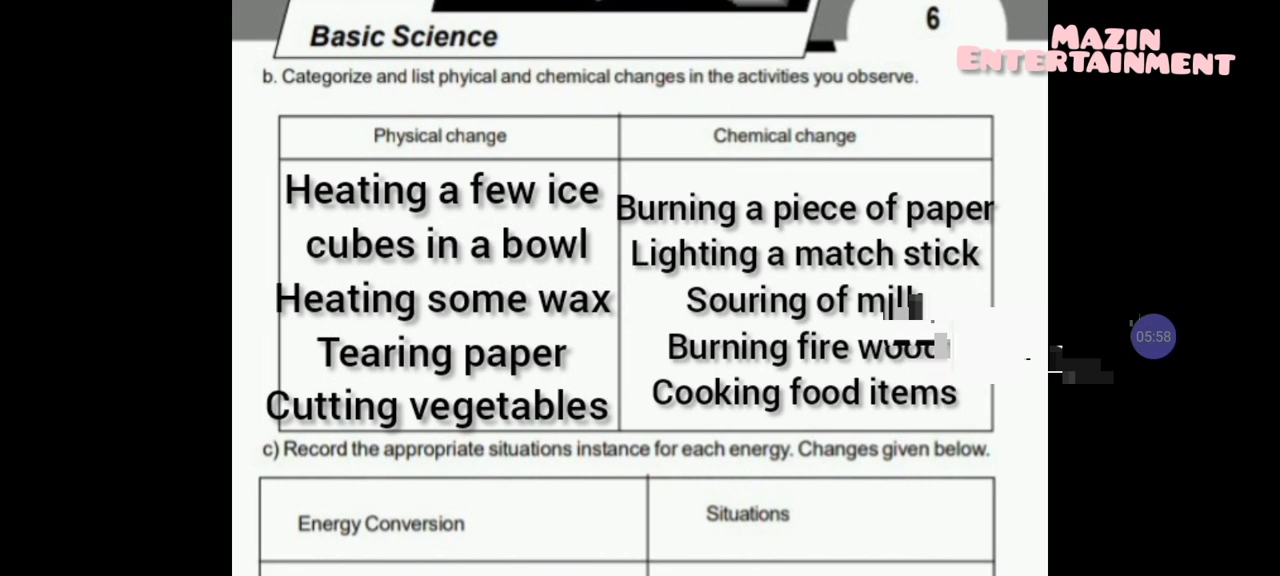 Basic Science
6
MAZIN
ENTERTAINMENT
b. Categorize and list phyical and chemical changes in the activities you observe.
Physical change
Chemical change
Heating a few ice
cubes in a bowl
Heating some wax
Tearing paper
Cutting vegetables
Burning a piece of paper
Lighting a match stick
Souring of milk
Burning fire wood
Cooking food items
05:58
c) Record the appropriate situations instance for each energy. Changes given below.
Energy Conversion
Situations